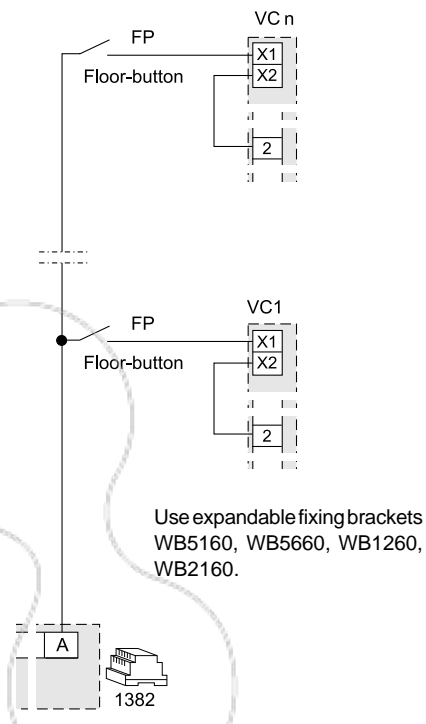 VC n
FP
X1
Floor-button
X2
2
VC1
FP
X1
Floor-button
X2
2
Use expandable fixing brackets
WB5160, WB5660, WB1260,
WB2160.
A
1382